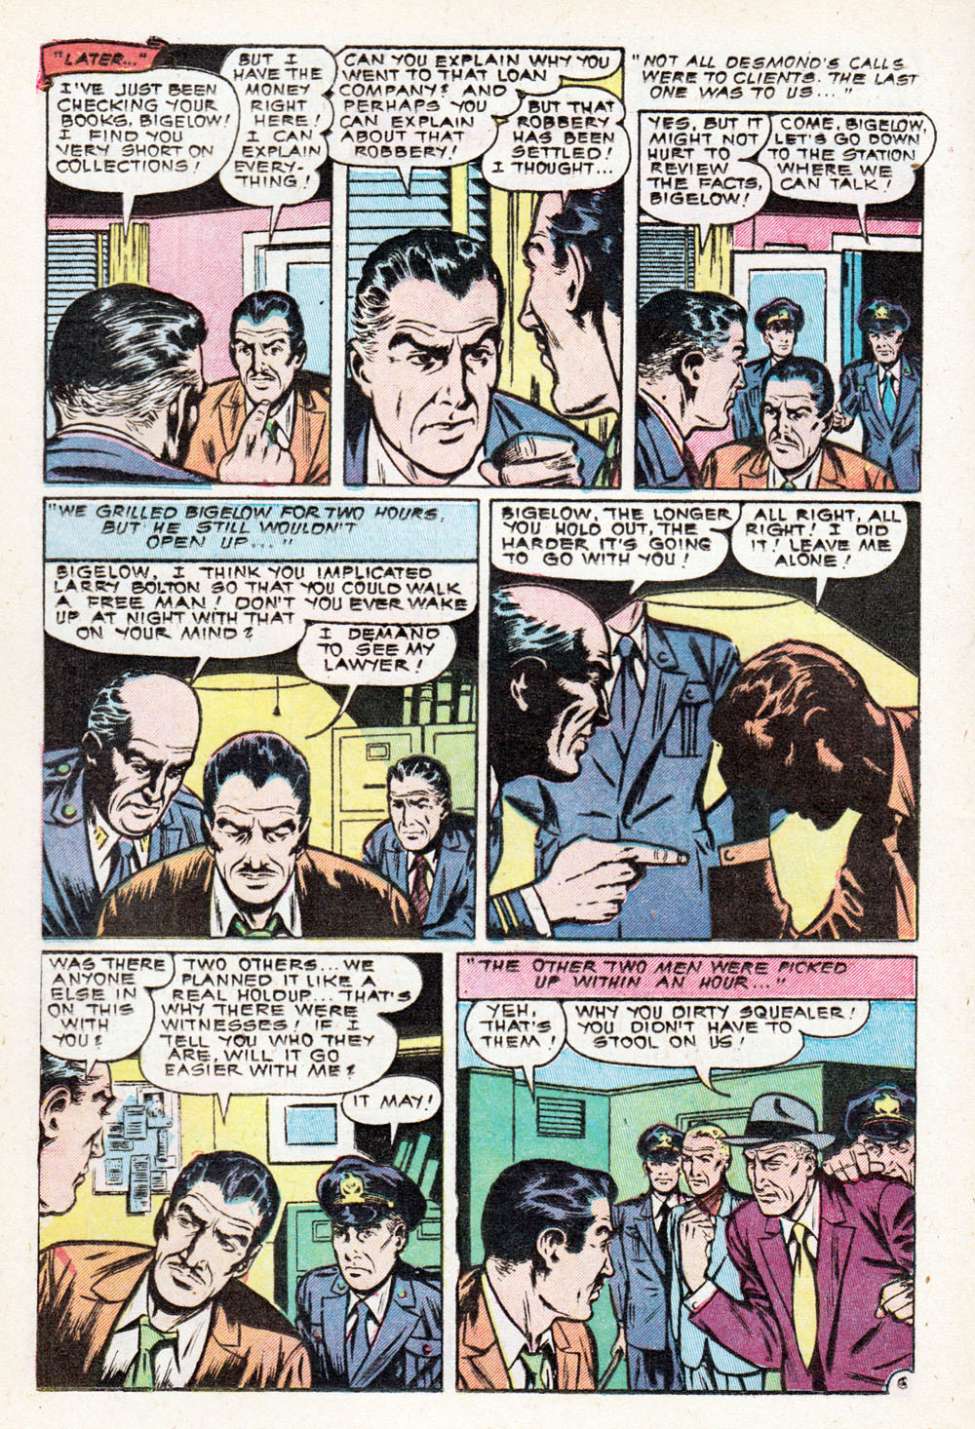 "LATER..."
I'VE JUST BEEN
CHECKING YOUR
BOOKS, BIGELOW!
I FIND YOU
VERY SHORT ON
COLLECTIONS!
BUT I
HAVE THE
MONEY
RIGHT
HERE!
I CAN
EXPLAIN
EVERY-
THING!
CAN YOU EXPLAIN WHY YOU
WENT TO THAT LOAN
COMPANY? AND
PERHAPS YOU
CAN EXPLAIN
ABOUT THAT
ROBBERY!
BUT THAT
ROBBERY
HAS BEEN
SETTLED!
I THOUGHT...
"NOT ALL DESMOND'S CALLS
WERE TO CLIENTS. THE LAST
ONE WAS TO US..."
YES, BUT IT
MIGHT NOT
HURT TO
REVIEW
THE FACTS,
BIGELOW!
COME, BIGELOW,
LET'S GO DOWN
TO THE STATION
WHERE WE
CAN TALK!
"WE GRILLED BIGELOW FOR TWO HOURS,
BUT HE STILL WOULDN'T
OPEN UP..."
BIGELOW, I THINK YOU IMPLICATED
LARRY BOLTON SO THAT YOU COULD WALK
A FREE MAN! DON'T YOU EVER WAKE
UP AT NIGHT WITH THAT
ON YOUR MIND?
I DEMAND
TO SEE MY
LAWYER!
BIGELOW, THE LONGER
YOU HOLD OUT, THE
HARDER IT'S GOING
TO GO WITH YOU!
ALL RIGHT, ALL
RIGHT! I DID
IT! LEAVE ME
ALONE!
WAS THERE
ANYONE
ELSE IN
ON THIS
WITH
YOU?
TWO OTHERS... WE
PLANNED IT LIKE A
REAL HOLDUP... THAT'S
WHY THERE WERE
WITNESSES! IF I
TELL YOU WHO THEY
ARE, WILL IT GO
EASIER WITH ME?
IT MAY!
"THE OTHER TWO MEN WERE PICKED
UP WITHIN AN HOUR..."
YEH,
THAT'S
THEM!
WHY YOU DIRTY SQUEALER!
YOU DIDN'T HAVE TO
STOOL ON US!
6